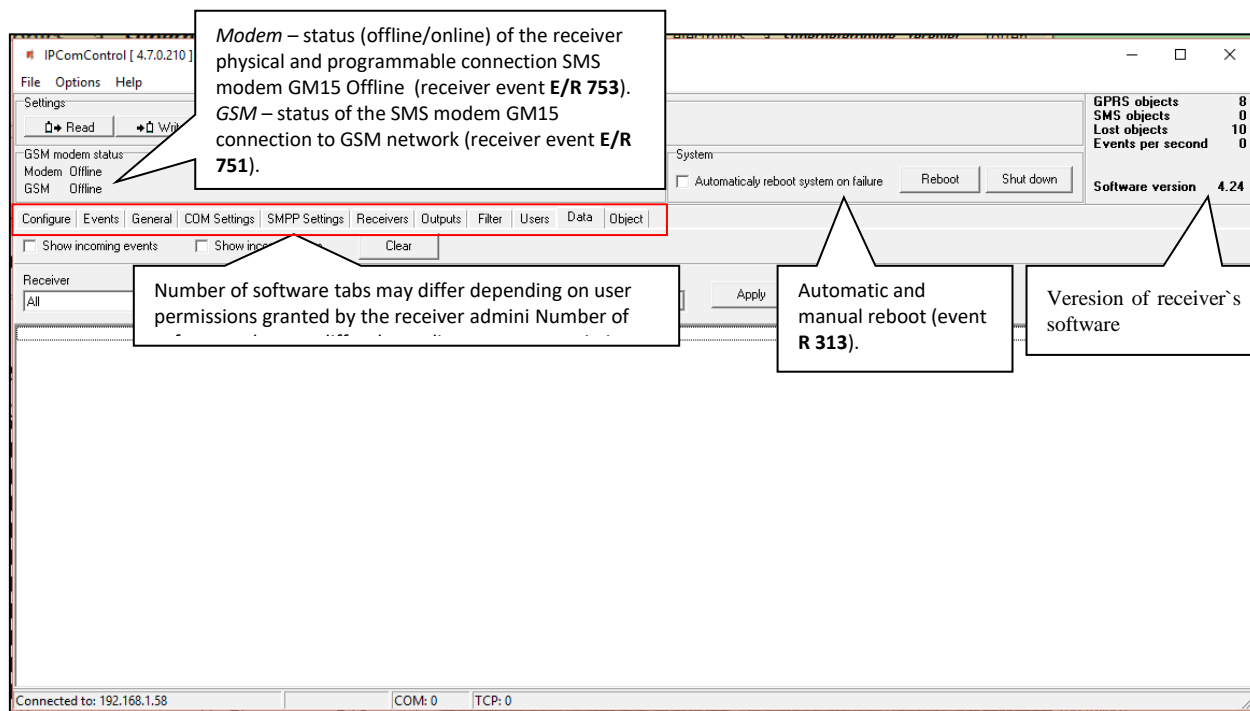 Modem – status (offline/online) of the receiver
physical and programmable connection SMS
modem GM15 Offline (receiver event E/R 753).
GSM – status of the SMS modem GM15
connection to GSM network (receiver event E/R
751).
IPComControl [ 4.7.0.210 ]
File Options Help
Settings
Read
GSM modem status
Modem Offline
GSM Offline
System
Automaticaly reboot system on failure Reboot Shut down
GPRS objects 8
SMS objects 0
Lost objects 10
Events per second 0
Software version 4.24
Configure Events General COM Settings SMPP Settings Receivers Outputs Filter Users Data Object
Show incoming events Show Clear
Receiver
All
Apply
Number of software tabs may differ depending on user
permissions granted by the receiver admini Number of
Automatic and
manual reboot (event
R 313).
Veresion of receiver`s
software
Connected to: 192.168.1.58 COM: 0 TCP: 0